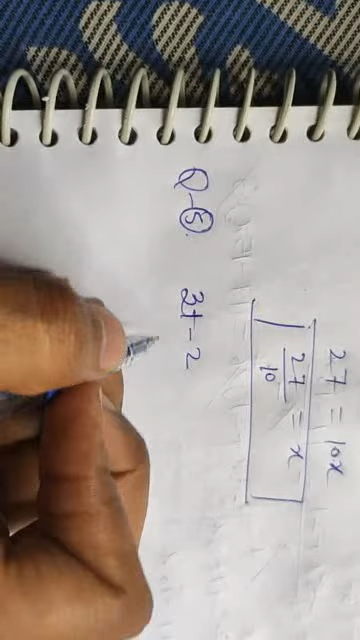 27 = 10x
27/10 = x
Q-5.
3t-2